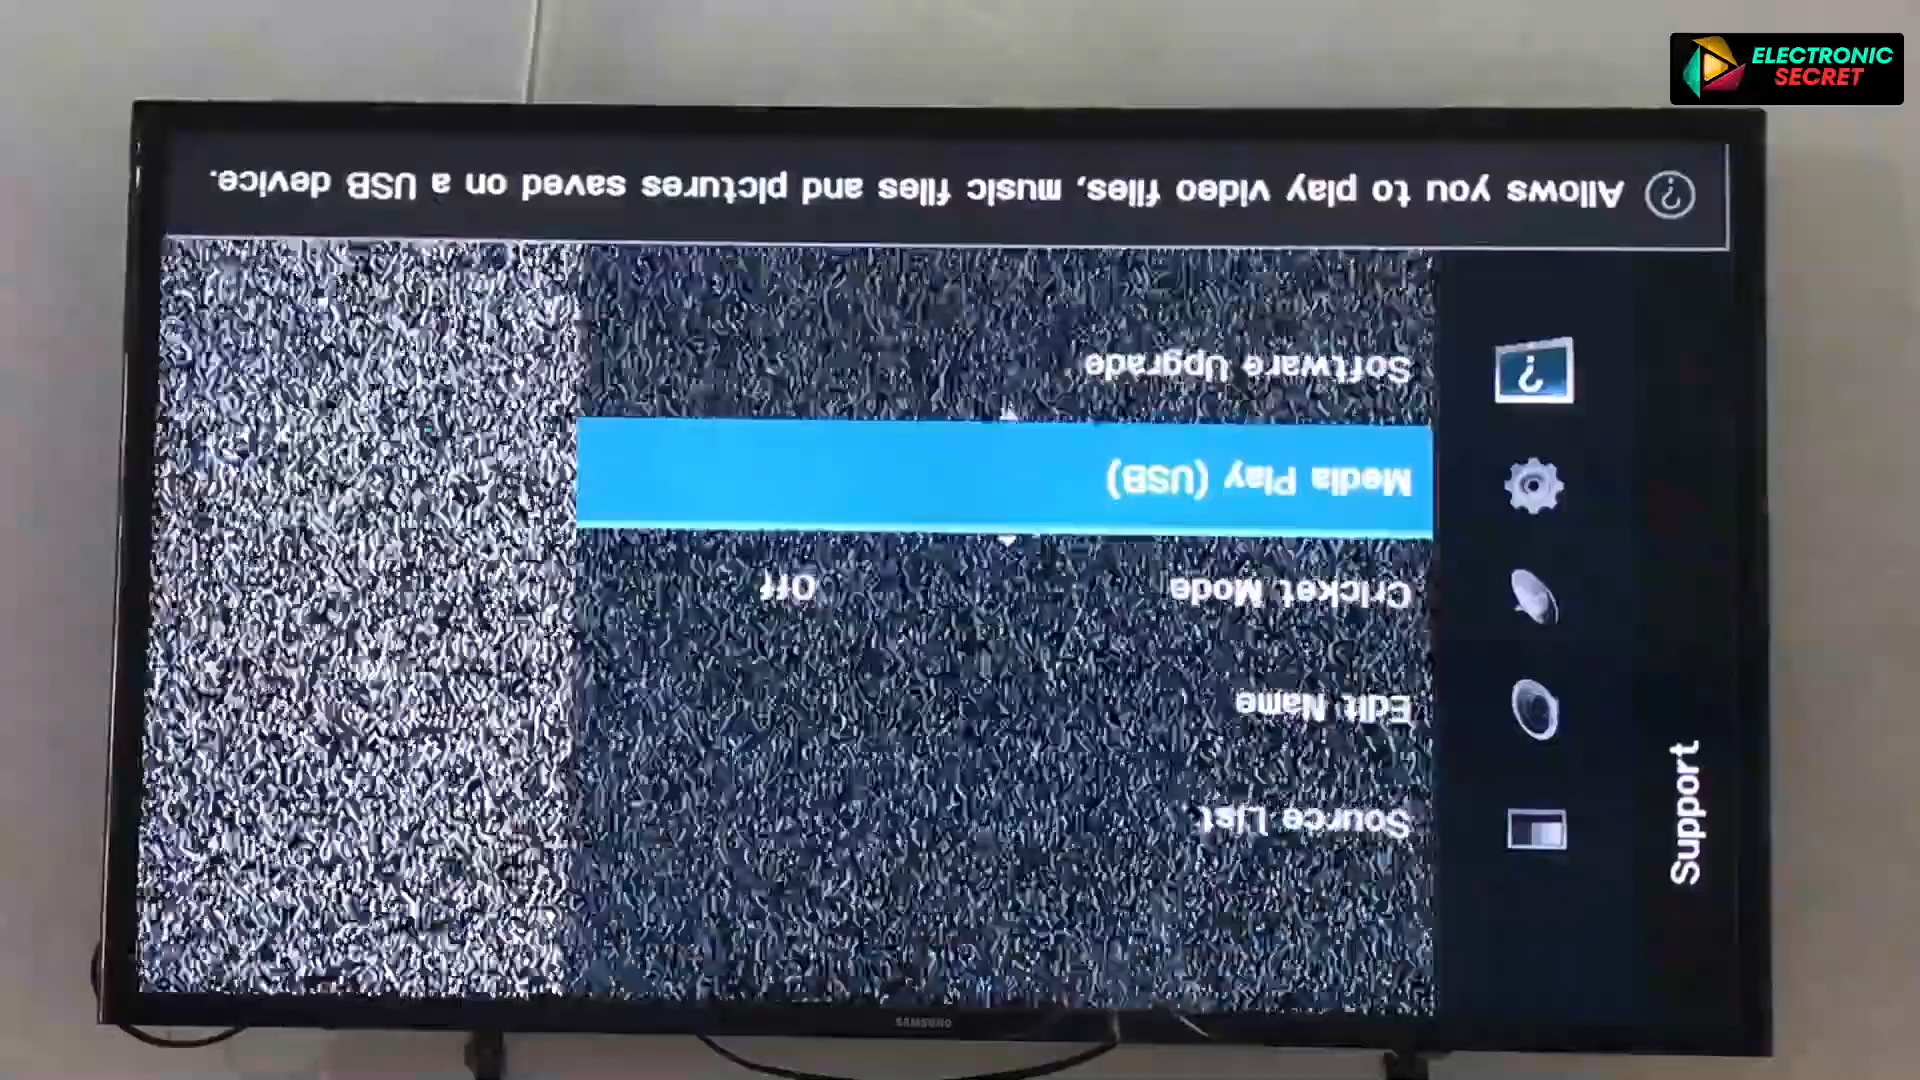 ELECTRONIC
SECRET
Support
Source List
Edit Name
Cricket Mode Off
Media Play (USB)
Software Upgrade
Allows you to play video files, music files and pictures saved on a USB device.
SAMSUNG